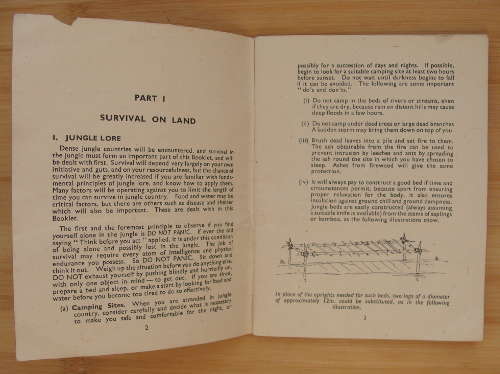 PART I
SURVIVAL ON LAND
1. JUNGLE LORE
Dense jungle countries will be encountered, and survival in
the jungle must form an important part of this Booklet, and will
be dealt with first. Survival will depend very largely on your own
initiative and guts, and on your resourcefulness, but the chances of
survival will be greatly increased if you are familiar with funda-
mental principles of jungle lore, and know how to apply them.
Many factors will be operating against you to limit the length of
time you can survive in jungle country. Food and water may be
critical factors, but there are others such as disease and shelter
which will also be important. These are dealt with in this
Booklet.
The first and the foremost principle to observe if you find
yourself alone in the jungle is DO NOT PANIC. If ever the old
saying "Think before you act" applied, it is under this condition
of being alone and possibly lost in the jungle. The job of
survival may require every atom of intelligence and physical
endurance you possess. So DO NOT PANIC. Sit down and
think it out. Weigh up the situation before you do anything else.
DO NOT exhaust yourself by pushing blindly and hurriedly on,
with only one object in mind — to get out. If you are think,
prepare a bed and sleep, or make a start by looking for food and
water before you become too tired to do so effectively.
(a) Camping Sites. When you are stranded in jungle
country, consider carefully and decide what is necessary
to make you safe and comfortable for the night, or
2
possibly for a succession of days and nights. If possible,
begin to look for a suitable camping site at least two hours
before sunset. Do not wait until darkness begins to fall
if it can be avoided. The following are some important
"do's and don'ts."
(i) Do not camp in the beds of rivers or streams, even
if they are dry, because rain on distant hills may cause
deep floods in a few hours.
(ii) Do not camp under dead trees or large dead branches
A sudden storm may bring them down on top of you
(iii) Brush dead leaves into a pile and set fire to them.
The ash obtainable from the fire can be used to
prevent intrusion by leeches and ants by spreading
the ash round the site in which you have chosen to
sleep. Ashes from firewood will give the same
protection.
(iv) It will always pay to construct a good bed if time and
circumstances permit, because apart from ensuring
proper relaxation for the body, it also ensures
insulation against ground chill and ground dampness.
Jungle beds are easily constructed (always assuming
a suitable knife is available) from the stems of saplings
or bamboo, as the following illustrations show.
In place of the uprights needed for such beds, two logs of a diameter
of approximately 12in. could be substituted, as in the following
illustration.
3